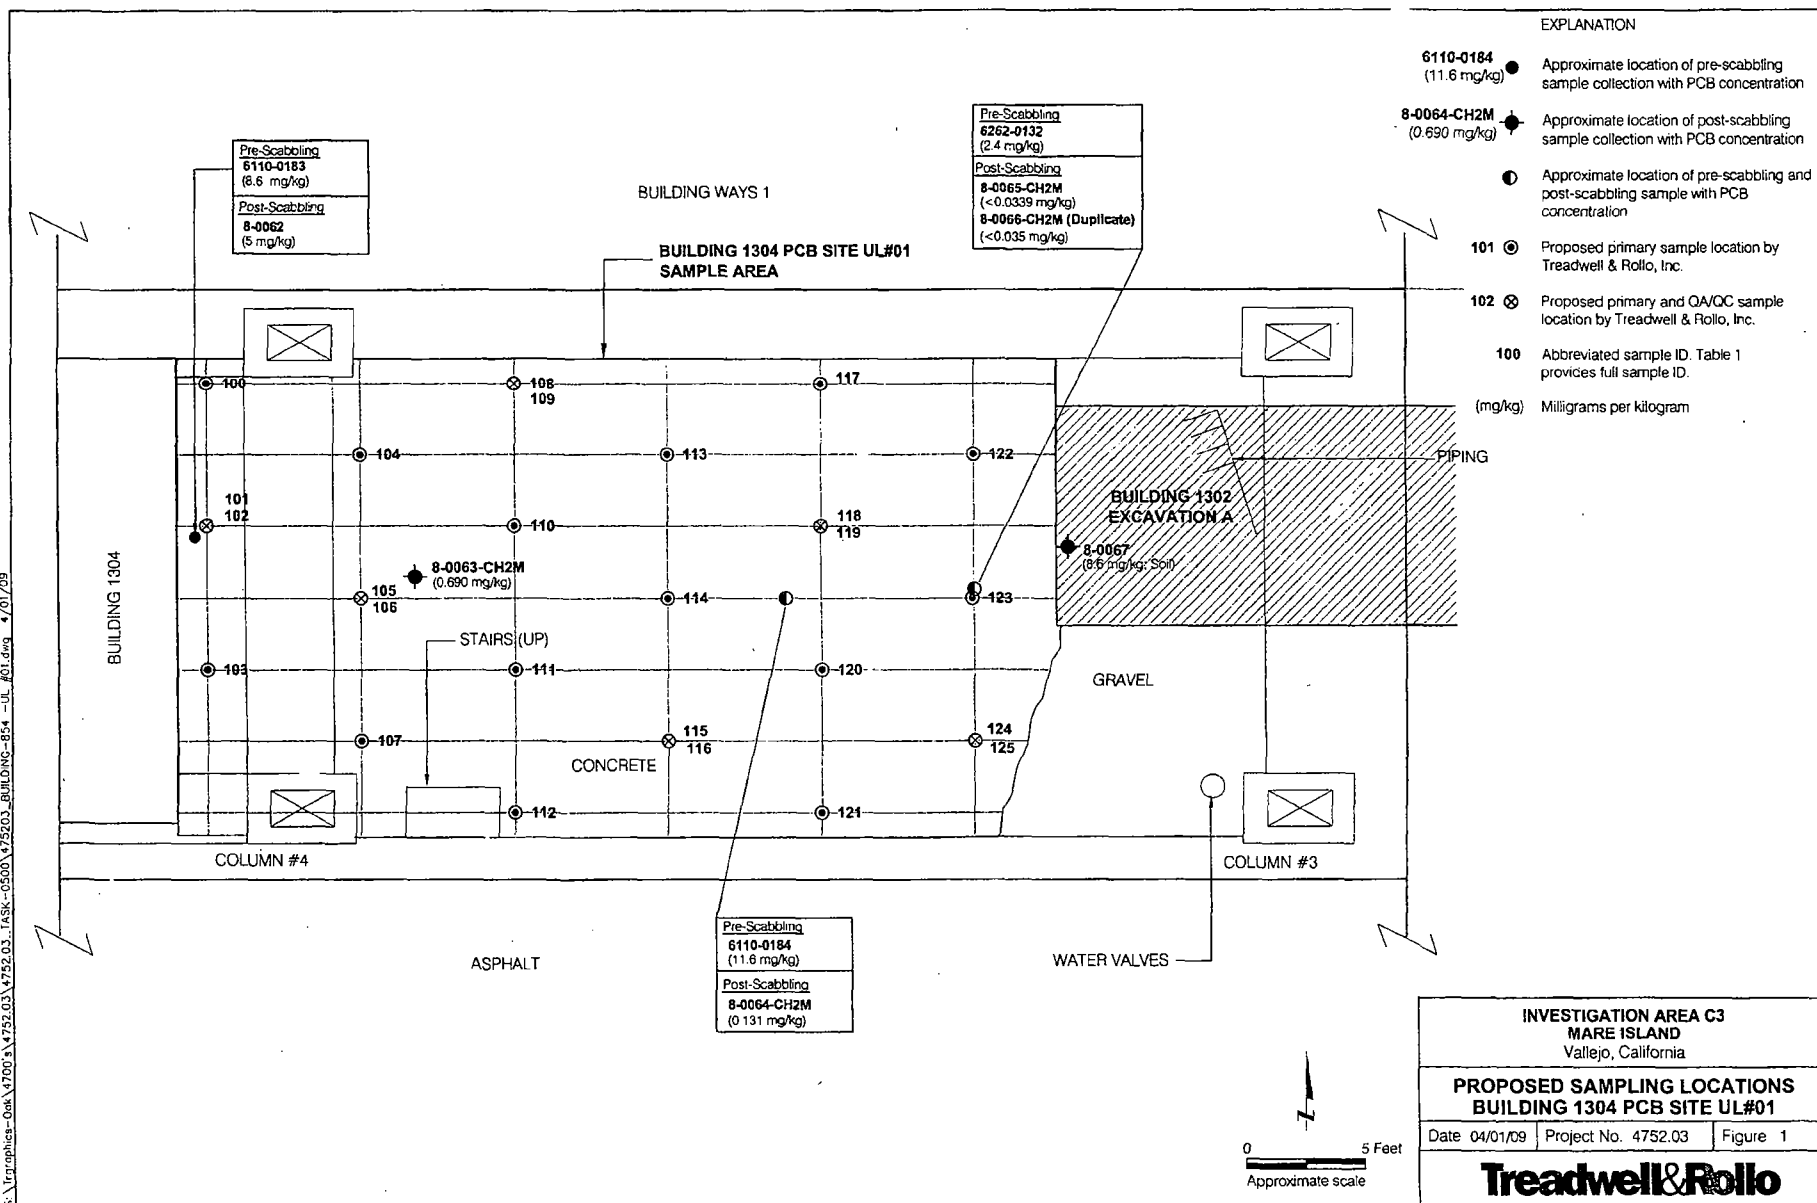 EXPLANATION
6110-0184
(11.6 mg/kg)
Approximate location of pre-scabbling
sample collection with PCB concentration
8-0064-CH2M
(0.690 mg/kg)
Approximate location of post-scabbling
sample collection with PCB concentration
Approximate location of pre-scabbling and
post-scabbling sample with PCB
concentration
101
Proposed primary sample location by
Treadwell & Rollo, Inc.
102
Proposed primary and QA/QC sample
location by Treadwell & Rollo, Inc.
100
Abbreviated sample ID. Table 1
provides full sample ID.
(mg/kg)
Milligrams per kilogram
Pre-Scabbling
6110-0183
(8.6 mg/kg)
Post-Scabbling
8-0062
(5 mg/kg)
BUILDING WAYS 1
BUILDING 1304 PCB SITE UL#01
SAMPLE AREA
Pre-Scabbling
6262-0132
(2.4 mg/kg)
Post-Scabbling
8-0065-CH2M
(<0.0339 mg/kg)
8-0066-CH2M (Duplicate)
(<0.035 mg/kg)
100
108
109
117
104
113
122
PIPING
101
102
110
118
119
BUILDING 1302
EXCAVATION A
BUILDING 1304
8-0063-CH2M
(0.690 mg/kg)
8-0067
(8.6 mg/kg; Soil)
105
106
114
123
STAIRS (UP)
103
111
120
GRAVEL
107
115
116
124
125
CONCRETE
112
121
COLUMN #4
COLUMN #3
Pre-Scabbling
6110-0184
(11.6 mg/kg)
Post-Scabbling
8-0064-CH2M
(0 131 mg/kg)
ASPHALT
WATER VALVES
0
5 Feet
Approximate scale
INVESTIGATION AREA C3
MARE ISLAND
Vallejo, California
PROPOSED SAMPLING LOCATIONS
BUILDING 1304 PCB SITE UL#01
Date 04/01/09
Project No. 4752.03
Figure 1
Treadwell&Rollo